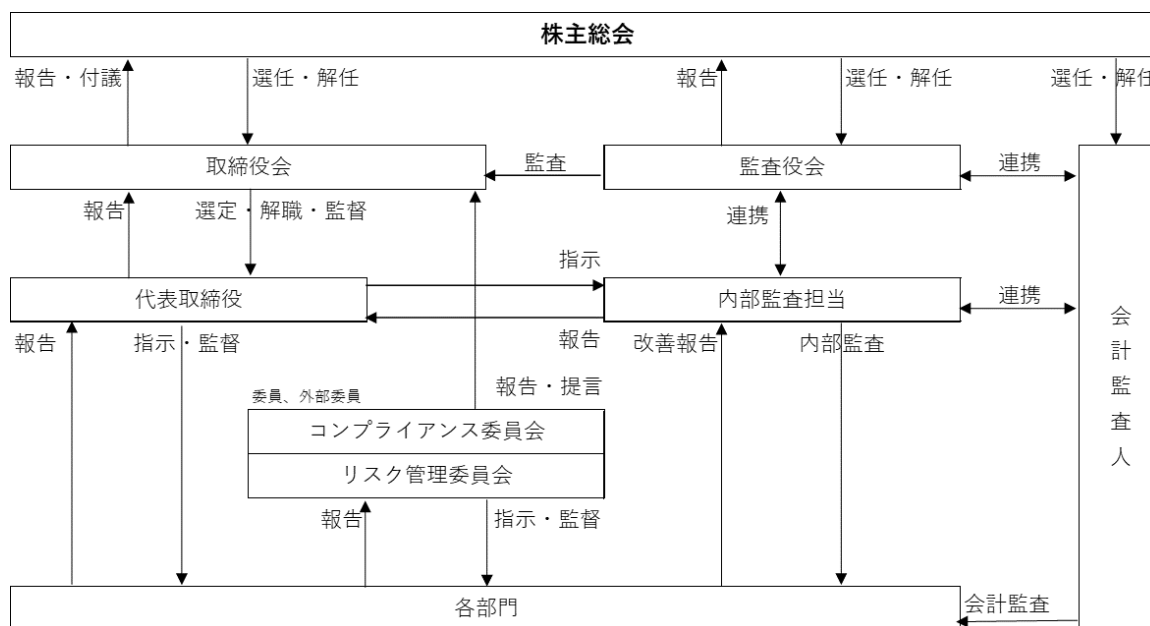 株主総会
報告・付議
選任・解任
報告
選任・解任
選任・解任
取締役会
監査
監査役会
連携
報告
選定・解職・監督
連携
指示
代表取締役
内部監査担当
連携
報告
指示・監督
報告
改善報告
内部監査
会計監査人
委員、外部委員
報告・提言
コンプライアンス委員会
リスク管理委員会
報告
指示・監督
各部門
会計監査